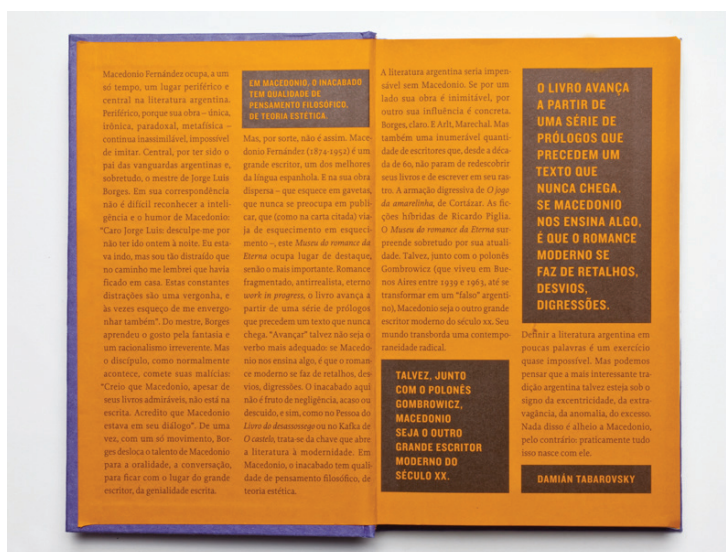 Macedonio Fernández ocupa, a um
só tempo, um lugar periférico e
central na literatura argentina.
Periférico, porque sua obra – única,
irônica, paradoxal, metafísica –
continua inassimilável, impossível
de imitar. Central, por ter sido o
pai das vanguardas argentinas e,
sobretudo, o mestre de Jorge Luis
Borges. Em sua correspondência
não é difícil reconhecer a inteli-
gência e o humor de Macedonio:
“Caro Jorge Luis: desculpe-me por
não ter ido ontem à noite. Eu esta-
va indo, mas sou tão distraído que
no caminho me lembrei que havia
ficado em casa. Estas constantes
distrações são uma vergonha, e
às vezes esqueço de me envergo-
nhar também”. Do mestre, Borges
aprendeu o gosto pela fantasia e
um racionalismo irreverente. Mas
o discípulo, como normalmente
acontece, comete suas malícias:
“Creio que Macedonio, apesar de
seus livros admiráveis, não está na
escrita. Acredito que Macedonio
estava em seu diálogo”. De uma
vez, com um só movimento, Bor-
ges desloca o talento de Macedonio
para a oralidade, a conversação,
para ficar com o lugar do grande
escritor, da genialidade escrita.
EM MACEDONIO, O INACABADO
TEM QUALIDADE DE
PENSAMENTO FILOSÓFICO,
DE TEORIA ESTÉTICA.
Mas, por sorte, não é assim. Mace-
donio Fernández (1874-1952) é um
grande escritor, um dos melhores
da língua espanhola. E na sua obra
dispersa – que esquece em gavetas,
que nunca se preocupa em publi-
car, que (como na carta citada) via-
ja de esquecimento em esqueci-
mento –, este Museu do romance da
Eterna ocupa lugar de destaque,
senão o mais importante. Romance
fragmentado, antirrealista, eterno
work in progress, o livro avança a
partir de uma série de prólogos
que precedem um texto que nunca
chega. “Avançar” talvez não seja o
verbo mais adequado: se Macedo-
nio nos ensina algo, é que o roman-
ce moderno se faz de retalhos, des-
vios, digressões. O inacabado aqui
não é fruto de negligência, acaso ou
descuido, e sim, como no Pessoa do
Livro do desassossego ou no Kafka de
O castelo, trata-se da chave que abre
a literatura à modernidade. Em
Macedonio, o inacabado tem quali-
dade de pensamento filosófico, de
teoria estética.
A literatura argentina seria impen-
sável sem Macedonio. Se por um
lado sua obra é inimitável, por
outro sua influência é concreta.
Borges, claro. E Arlt, Marechal. Mas
também uma inumerável quanti-
dade de escritores que, desde a déca-
da de 60, não param de redescobrir
seus livros e de escrever em seu ras-
tro. A armação digressiva de O jogo
da amarelinha, de Cortázar. As fic-
ções híbridas de Ricardo Piglia.
O Museu do romance da Eterna sur-
preende sobretudo por sua atuali-
dade. Talvez, junto com o polonês
Gombrowicz (que viveu em Bue-
nos Aires entre 1939 e 1963, até se
transformar em um “falso” argenti-
no), Macedonio seja o outro grande
escritor moderno do século XX. Seu
mundo transborda uma contempo-
raneidade radical.
TALVEZ, JUNTO
COM O POLONÊS
GOMBROWICZ,
MACEDONIO
SEJA O OUTRO
GRANDE ESCRITOR
MODERNO DO
SÉCULO XX.
O LIVRO AVANÇA
A PARTIR DE
UMA SÉRIE DE
PRÓLOGOS QUE
PRECEDEM UM
TEXTO QUE
NUNCA CHEGA.
SE MACEDONIO
NOS ENSINA ALGO,
É QUE O ROMANCE
MODERNO SE
FAZ DE RETALHOS,
DESVIOS,
DIGRESSÕES.
Definir a literatura argentina em
poucas palavras é um exercício
quase impossível. Mas podemos
pensar que a mais interessante tra-
dição argentina talvez esteja sob o
signo da excentricidade, da extra-
vagância, da anomalia, do excesso.
Nada disso é alheio a Macedonio,
pelo contrário: praticamente tudo
isso nasce com ele.
DAMIÁN TABAROVSKY